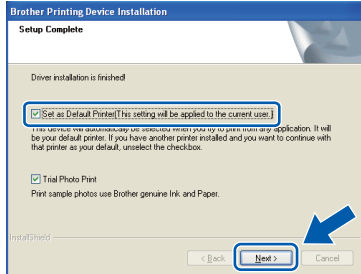 Brother Printing Device Installation
Setup Complete
Driver installation is finished!
Set as Default Printer(This setting will be applied to the current user.)
This device will automatically be selected when you try to print from any application. It will
be your default printer. If you have another printer installed and you want to continue with
that printer as your default, unselect the checkbox.
Trial Photo Print
Print sample photos use Brother genuine Ink and Paper.
InstallShield
< Back
Next >
Cancel